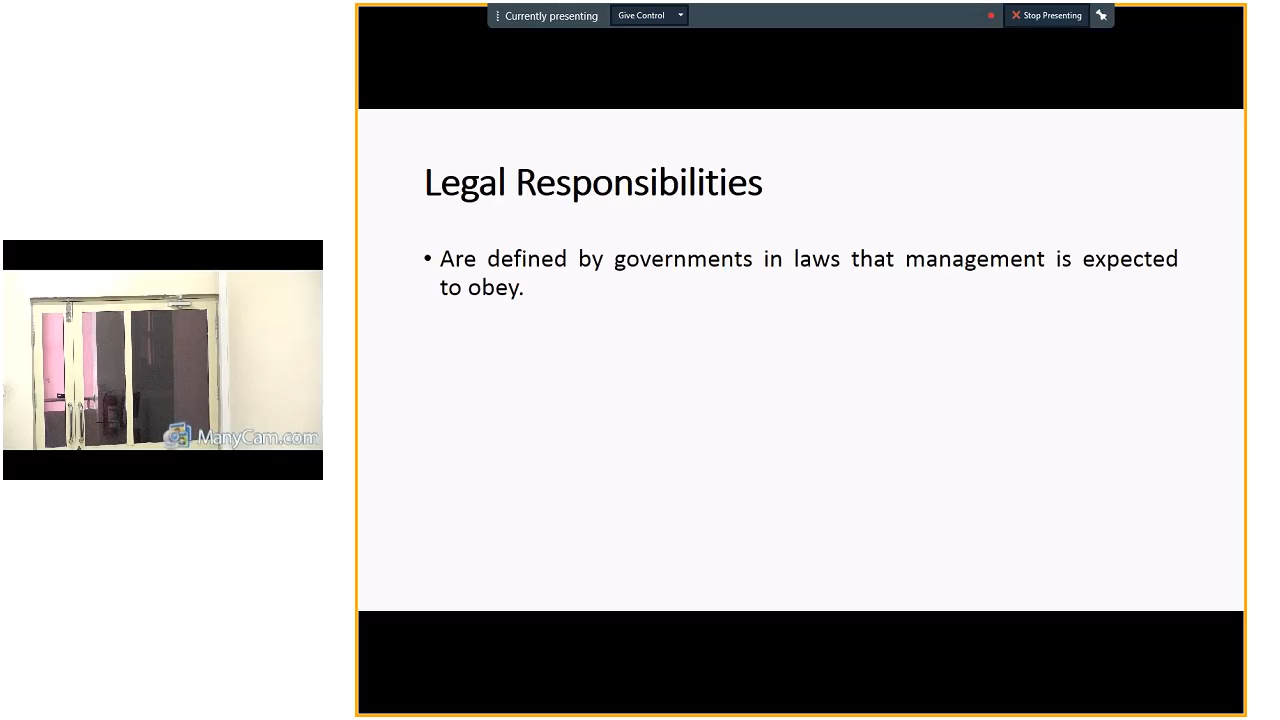 Currently presenting
Give Control
Stop Presenting
Legal Responsibilities
• Are defined by governments in laws that management is expected
to obey.
ManyCam.com